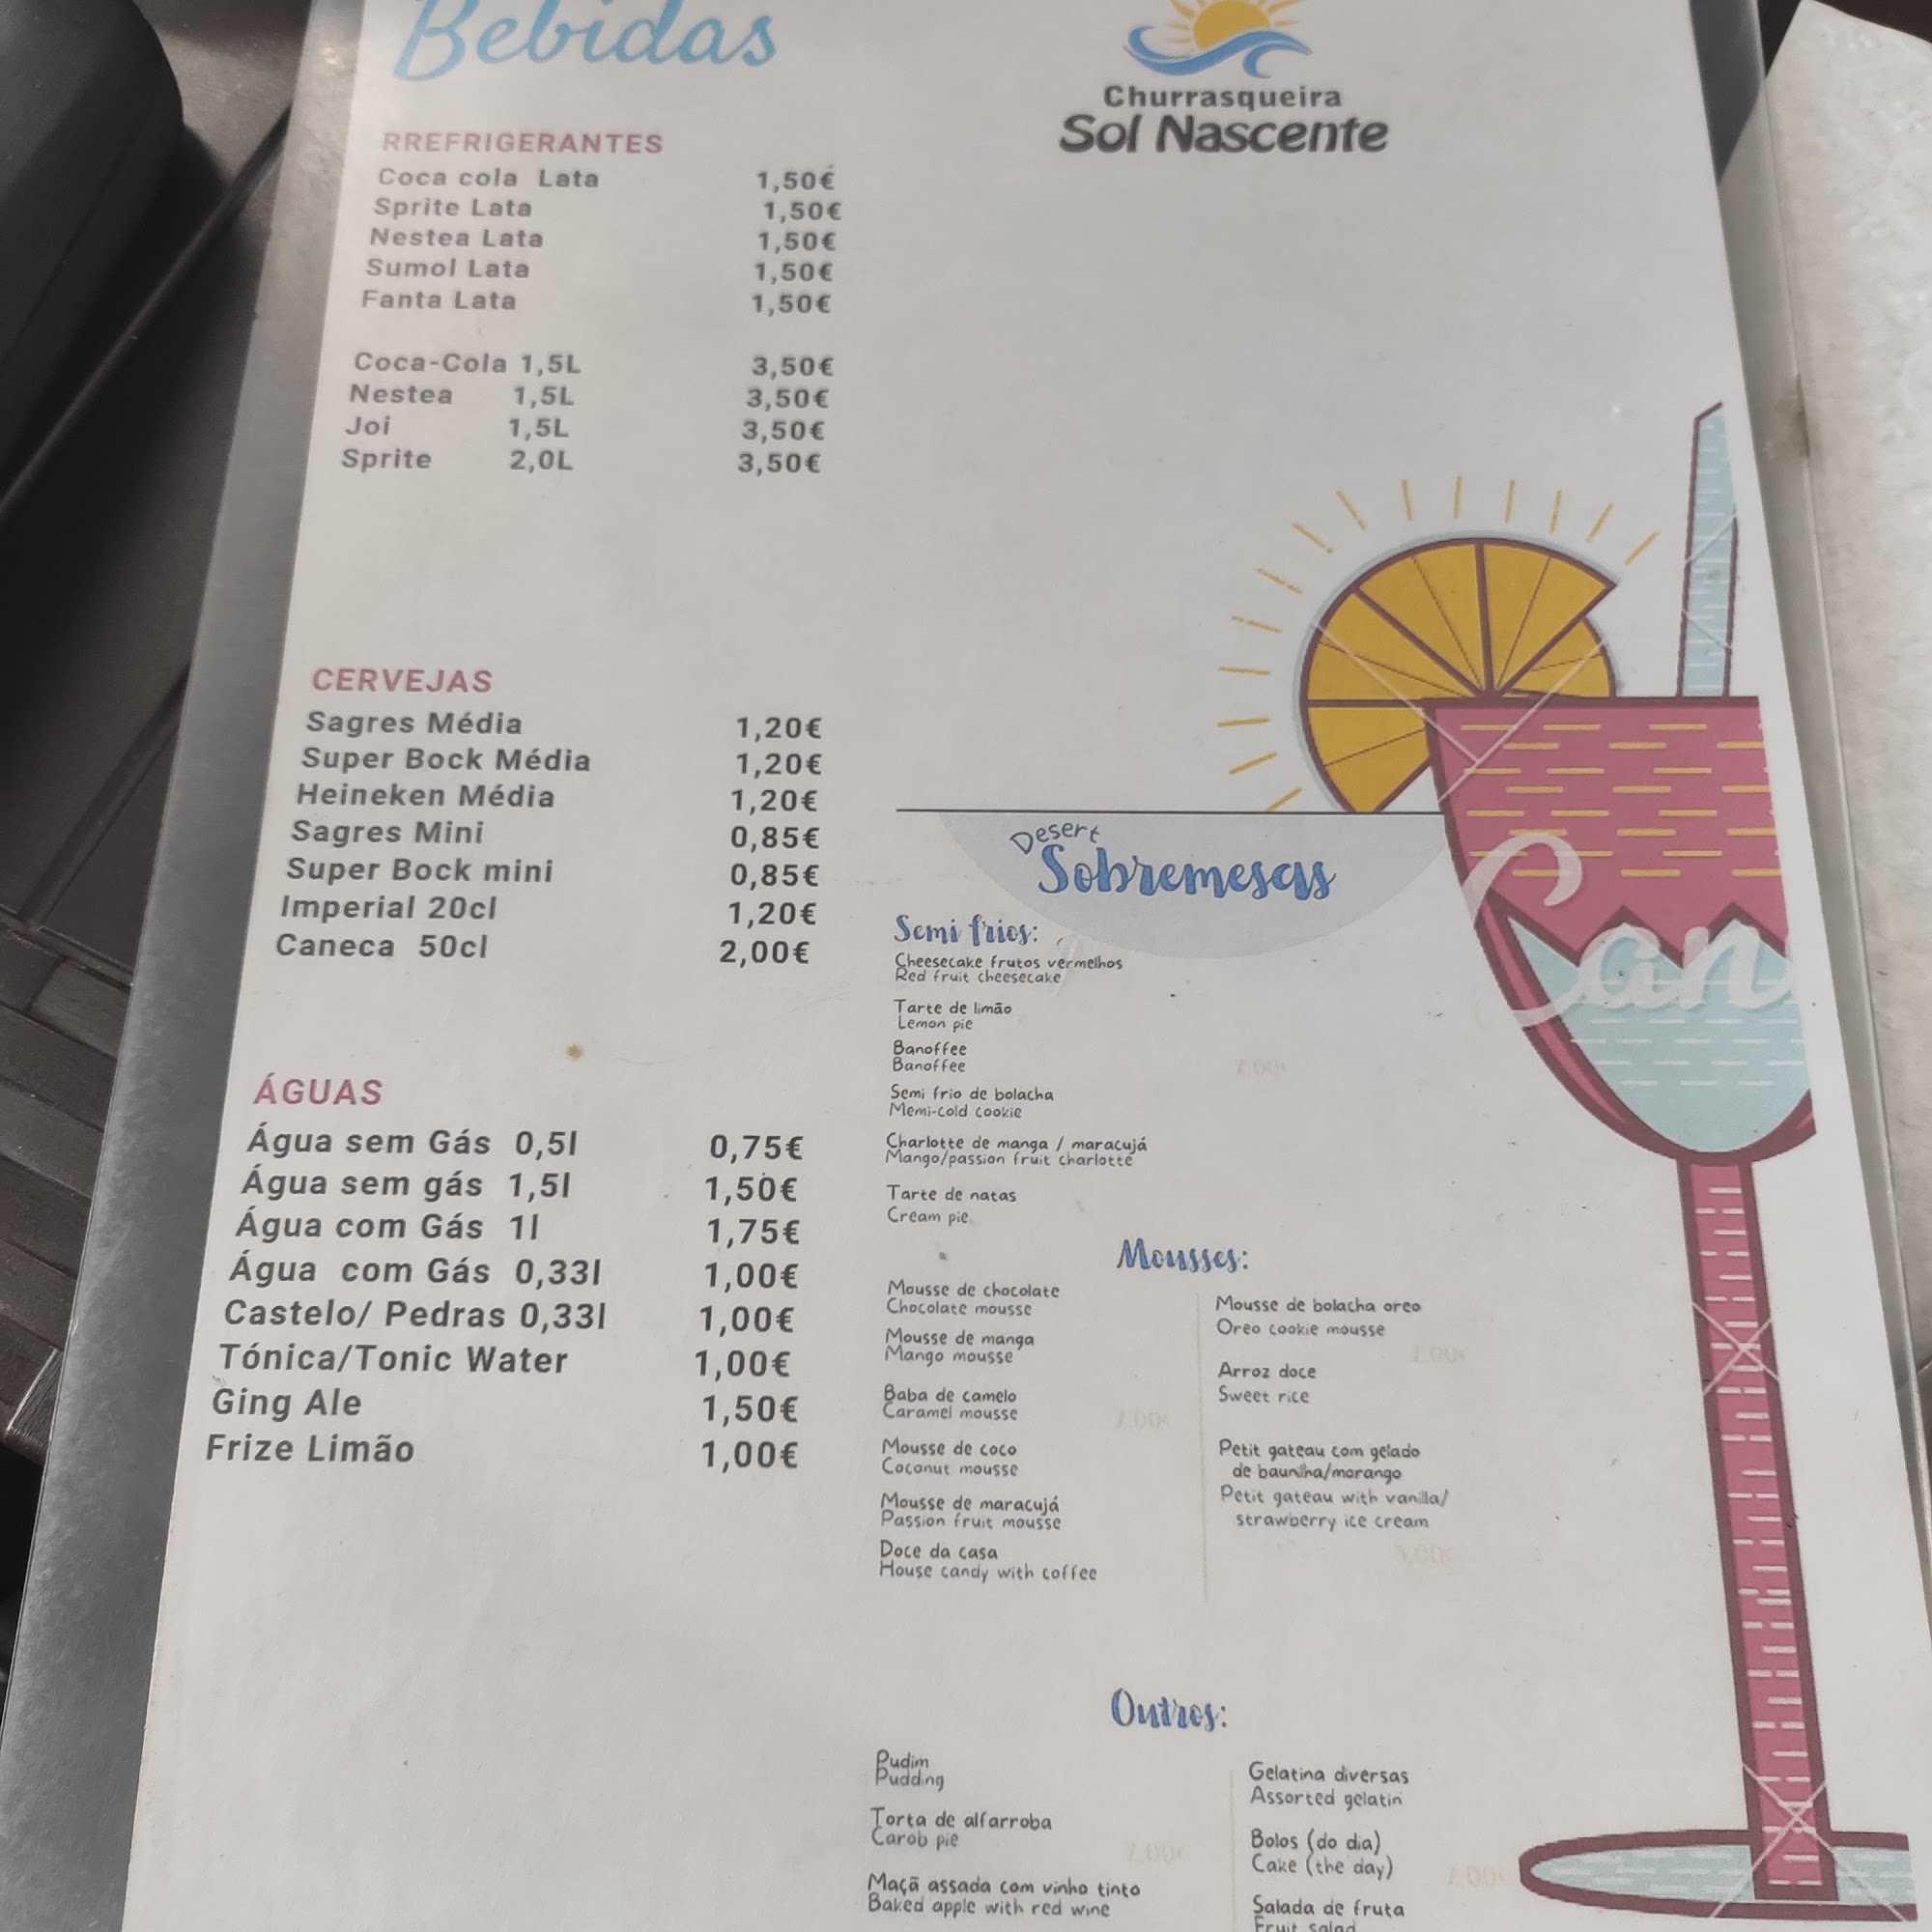 Bebidas
Churrasqueira
Sol Nascente
RREFRIGERANTES
Coca cola Lata 1,50€
Sprite Lata 1,50€
Nestea Lata 1,50€
Sumol Lata 1,50€
Fanta Lata 1,50€
Coca-Cola 1,5L 3,50€
Nestea 1,5L 3,50€
Joi 1,5L 3,50€
Sprite 2,0L 3,50€
CERVEJAS
Sagres Média 1,20€
Super Bock Média 1,20€
Heineken Média 1,20€
Sagres Mini 0,85€
Super Bock mini 0,85€
Imperial 20cl 1,20€
Caneca 50cl 2,00€
ÁGUAS
Água sem Gás 0,5l 0,75€
Água sem gás 1,5l 1,50€
Água com Gás 1l 1,75€
Água com Gás 0,33l 1,00€
Castelo/ Pedras 0,33l 1,00€
Tónica/Tonic Water 1,00€
Ging Ale 1,50€
Frize Limão 1,00€
Desert
Sobremesas
Semi frios:
Cheesecake frutos vermelhos
Red fruit cheesecake
Tarte de limão
Lemon pie
Banoffee
Banoffee
Semi frio de bolacha
Memi-cold cookie
Charlotte de manga / maracujá
Mango/passion fruit charlotte
Tarte de natas
Cream pie
Mousses:
Mousse de chocolate
Chocolate mousse
Mousse de manga
Mango mousse
Baba de camelo
Caramel mousse
Mousse de coco
Coconut mousse
Mousse de maracujá
Passion fruit mousse
Doce da casa
House candy with coffee
Mousse de bolacha oreo
Oreo cookie mousse
Arroz doce
Sweet rice
Petit gateau com gelado
de baunilha/morango
Petit gateau with vanilla/
strawberry ice cream
Outros:
Pudim
Pudding
Torta de alfarroba
Carob pie
Maçã assada com vinho tinto
Baked apple with red wine
Gelatina diversas
Assorted gelatin
Bolos (do dia)
Cake (the day)
Salada de fruta
Fruit salad
Can